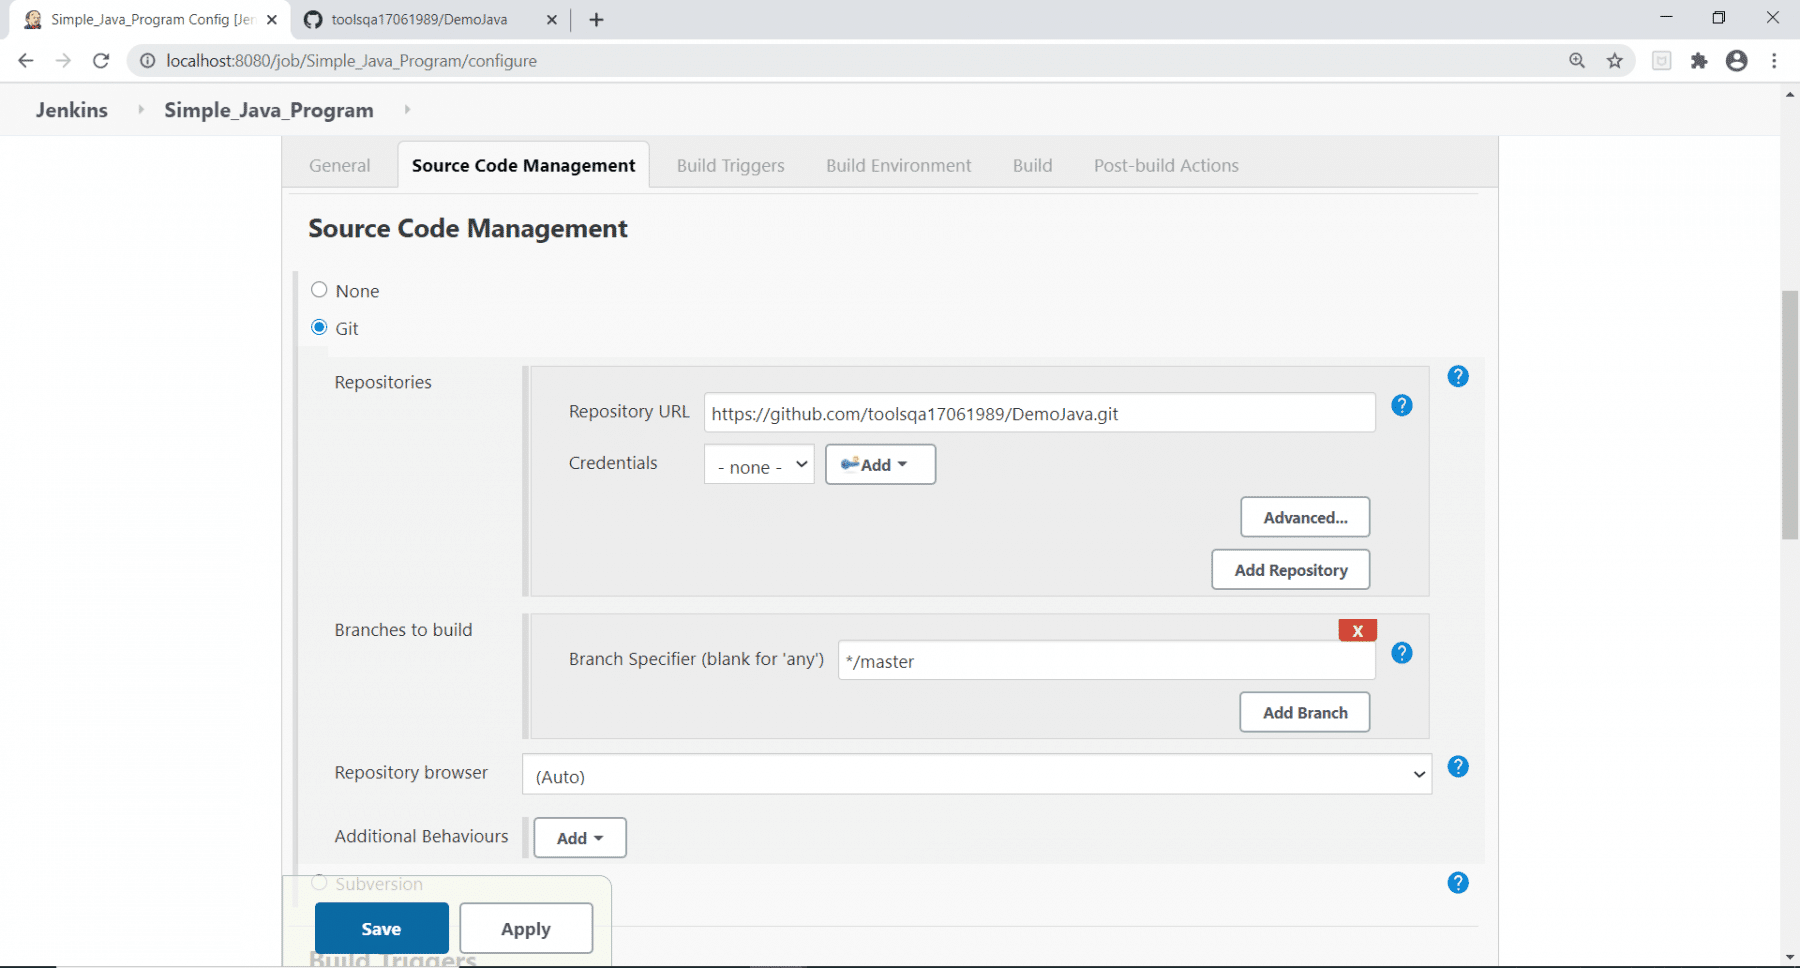 Simple_Java_Program Config [Jen
toolsqa17061989/DemoJava
localhost:8080/job/Simple_Java_Program/configure
Jenkins Simple_Java_Program
General Source Code Management Build Triggers Build Environment Build Post-build Actions
Source Code Management
None
Git
Repositories
?
Repository URL https://github.com/toolsqa17061989/DemoJava.git ?
Credentials - none - Add
Advanced...
Add Repository
Branches to build
X
Branch Specifier (blank for 'any') */master ?
Add Branch
Repository browser (Auto) ?
Additional Behaviours Add
Subversion ?
Save Apply
Build Triggers